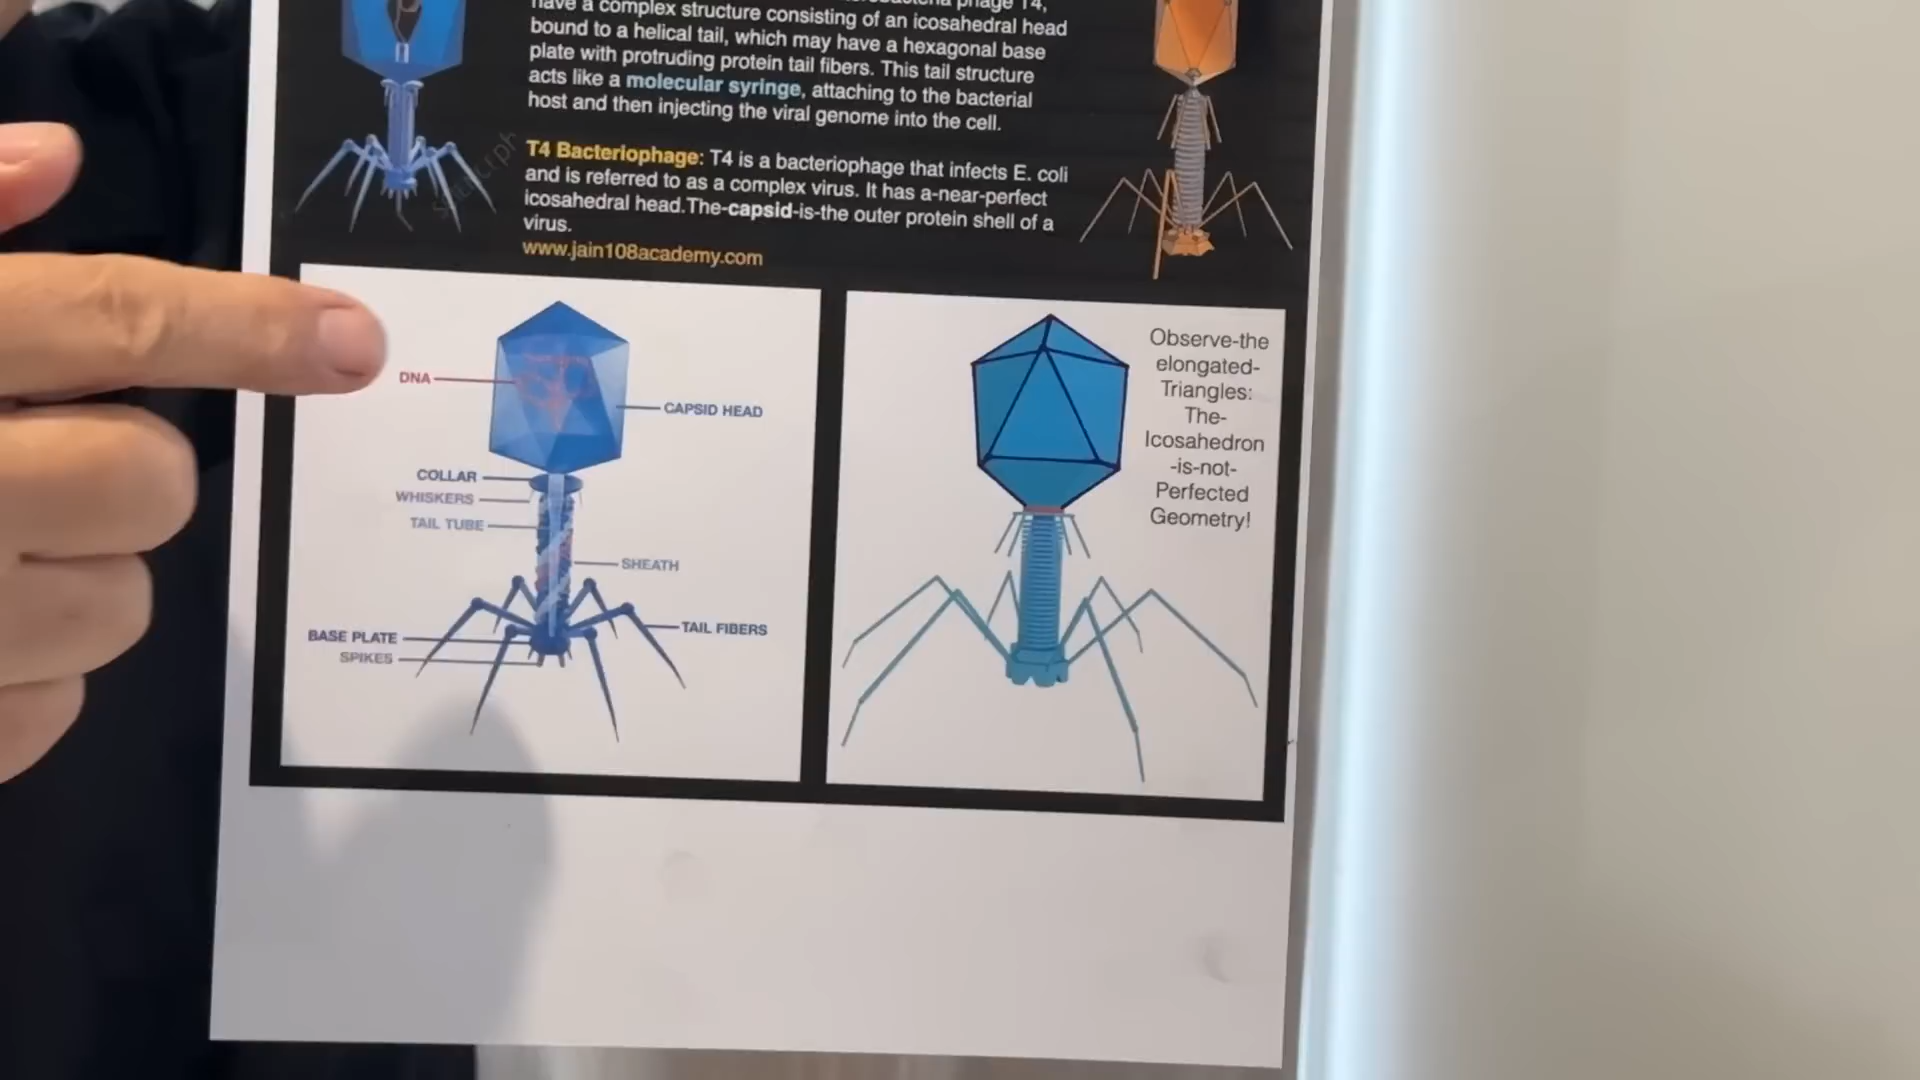 phage T4,
have a complex structure consisting of an icosahedral head
bound to a helical tail, which may have a hexagonal base
plate with protruding protein tail fibers. This tail structure
acts like a molecular syringe, attaching to the bacterial
host and then injecting the viral genome into the cell.
T4 Bacteriophage: T4 is a bacteriophage that infects E. coli
and is referred to as a complex virus. It has a-near-perfect
icosahedral head.The-capsid-is-the outer protein shell of a
virus.
www.jain108academy.com
DNA
CAPSID HEAD
COLLAR
WHISKERS
TAIL TUBE
SHEATH
TAIL FIBERS
BASE PLATE
SPIKES
Observe-the
elongated-
Triangles:
The-
Icosahedron
-is-not-
Perfected
Geometry!